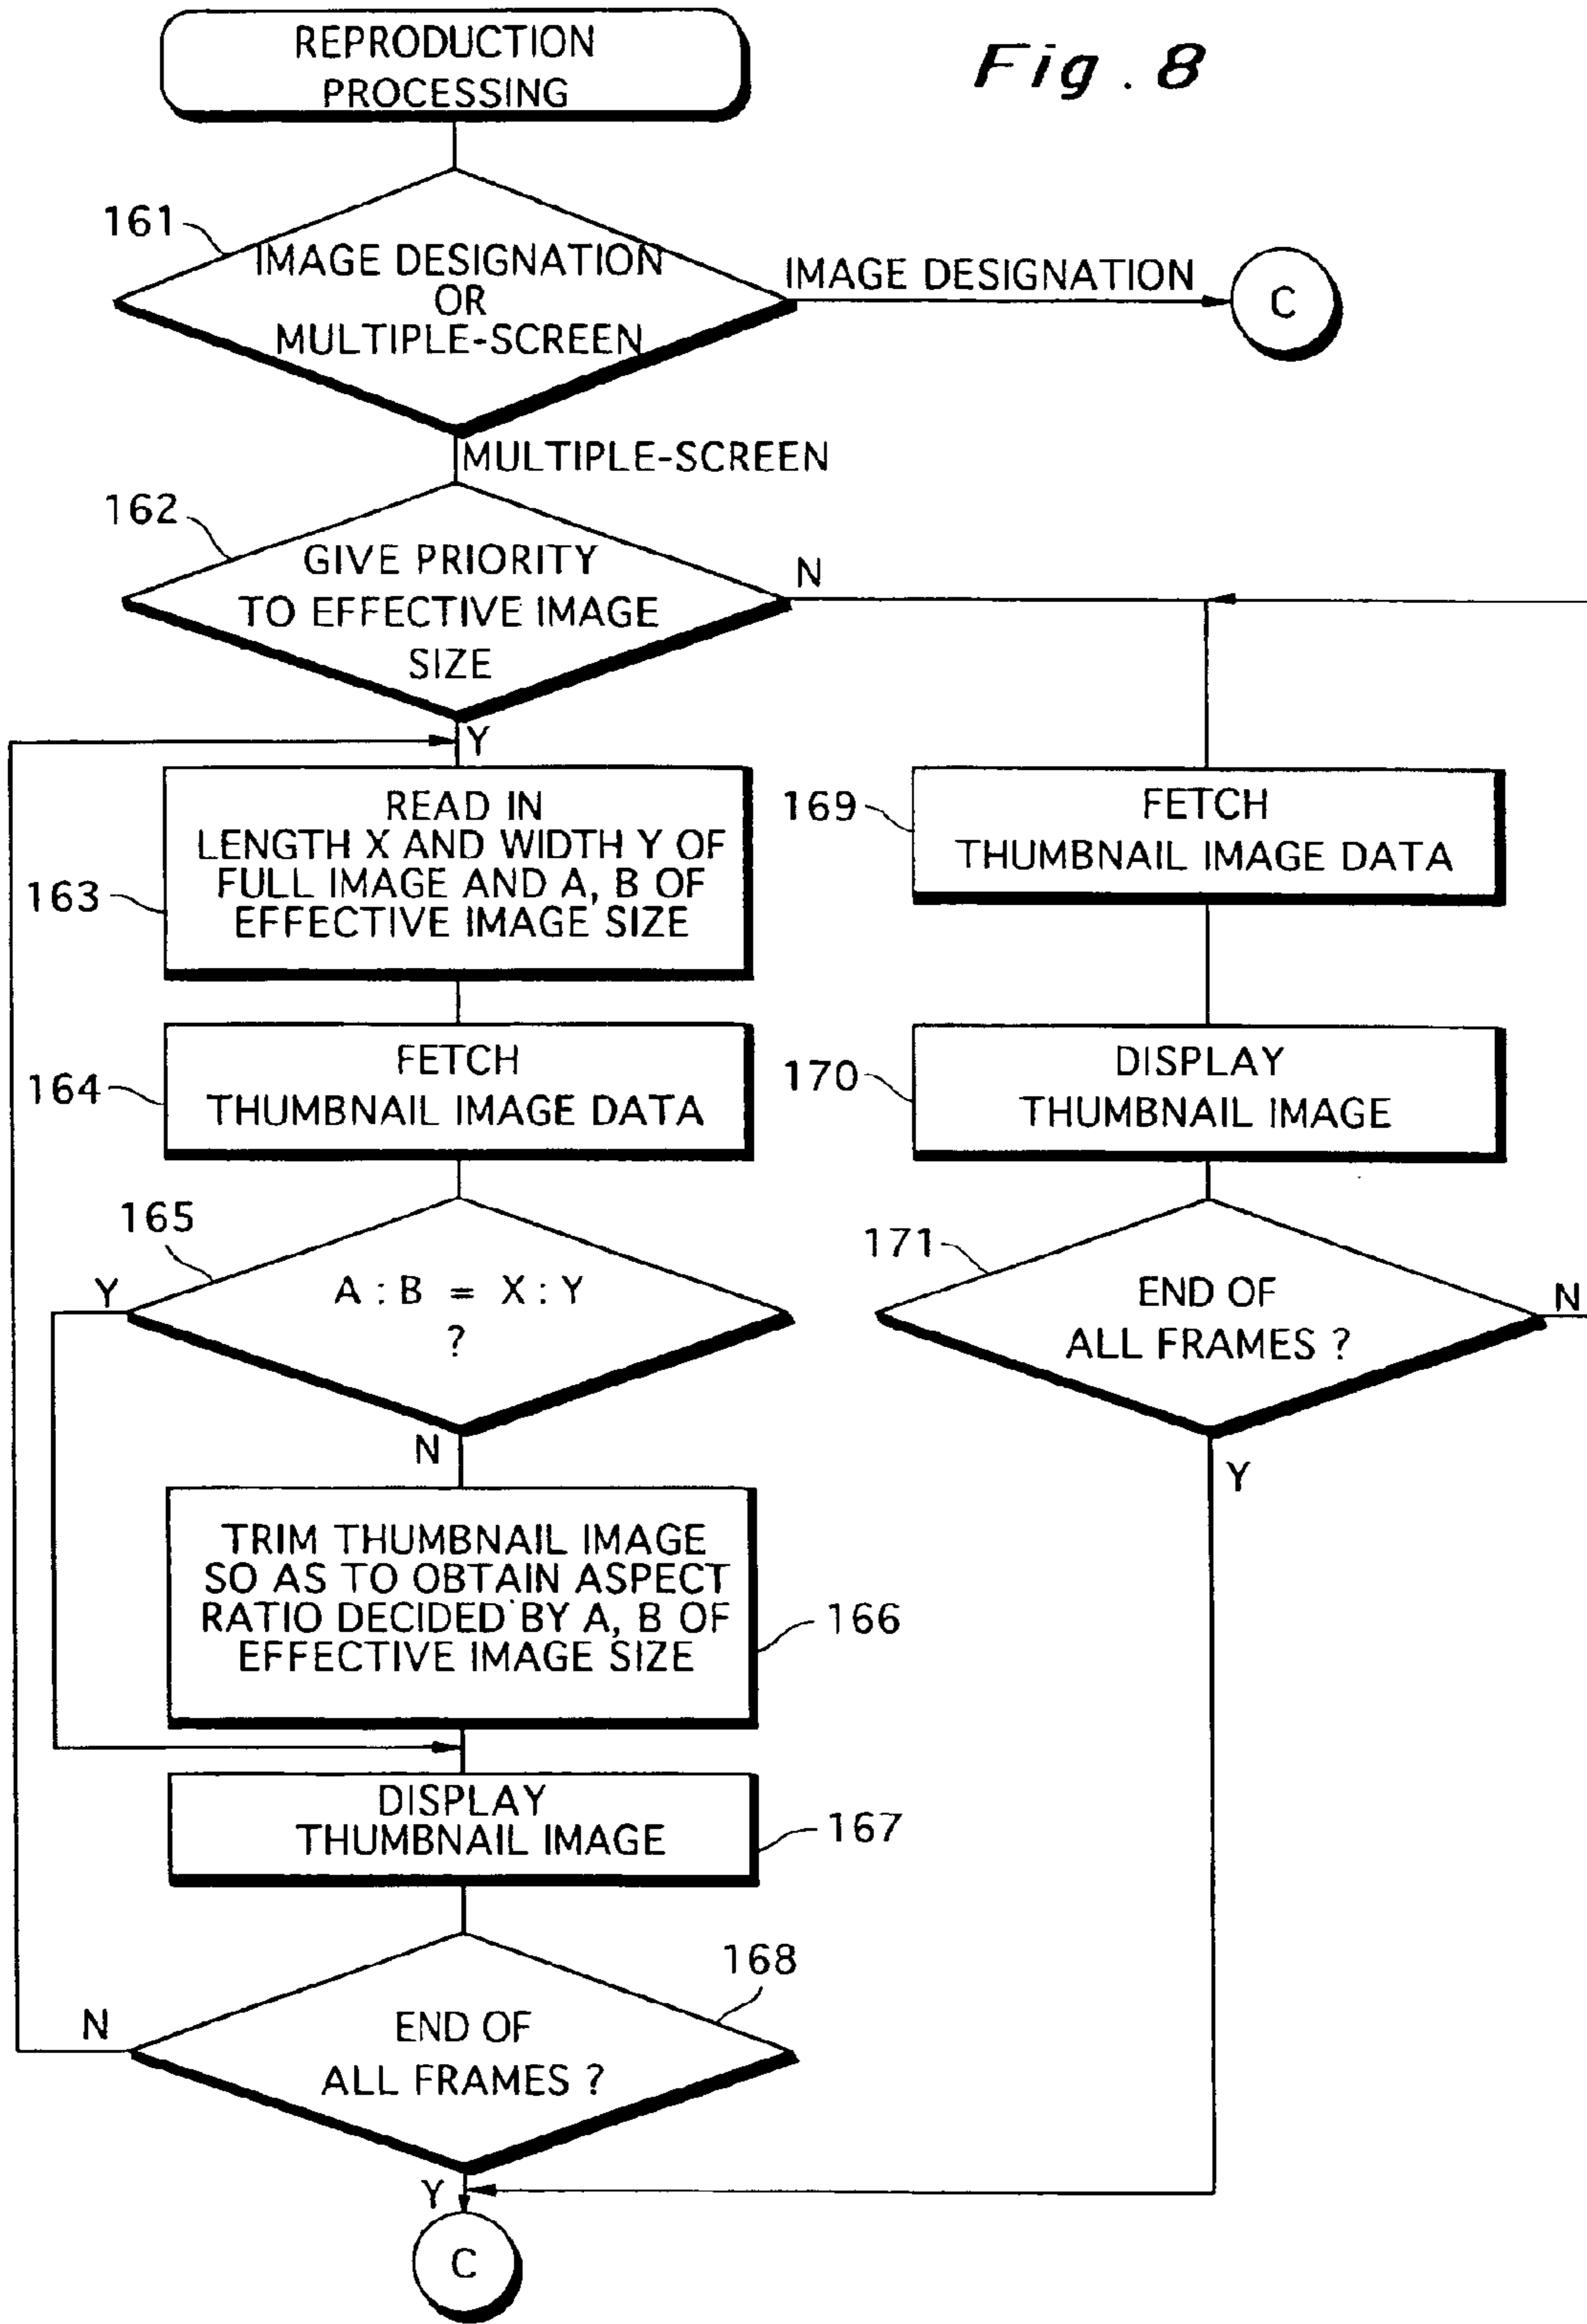 REPRODUCTION
PROCESSING
Fig. 8
161
IMAGE DESIGNATION
OR
MULTIPLE-SCREEN
IMAGE DESIGNATION
C
MULTIPLE-SCREEN
162
GIVE PRIORITY
TO EFFECTIVE IMAGE
SIZE
N
Y
READ IN
LENGTH X AND WIDTH Y OF
FULL IMAGE AND A, B OF
EFFECTIVE IMAGE SIZE
163
169
FETCH
THUMBNAIL IMAGE DATA
164
FETCH
THUMBNAIL IMAGE DATA
170
DISPLAY
THUMBNAIL IMAGE
165
Y
A : B = X : Y
?
N
171
END OF
ALL FRAMES ?
N
Y
TRIM THUMBNAIL IMAGE
SO AS TO OBTAIN ASPECT
RATIO DECIDED BY A, B OF
EFFECTIVE IMAGE SIZE
166
DISPLAY
THUMBNAIL IMAGE
167
168
N
END OF
ALL FRAMES ?
Y
C